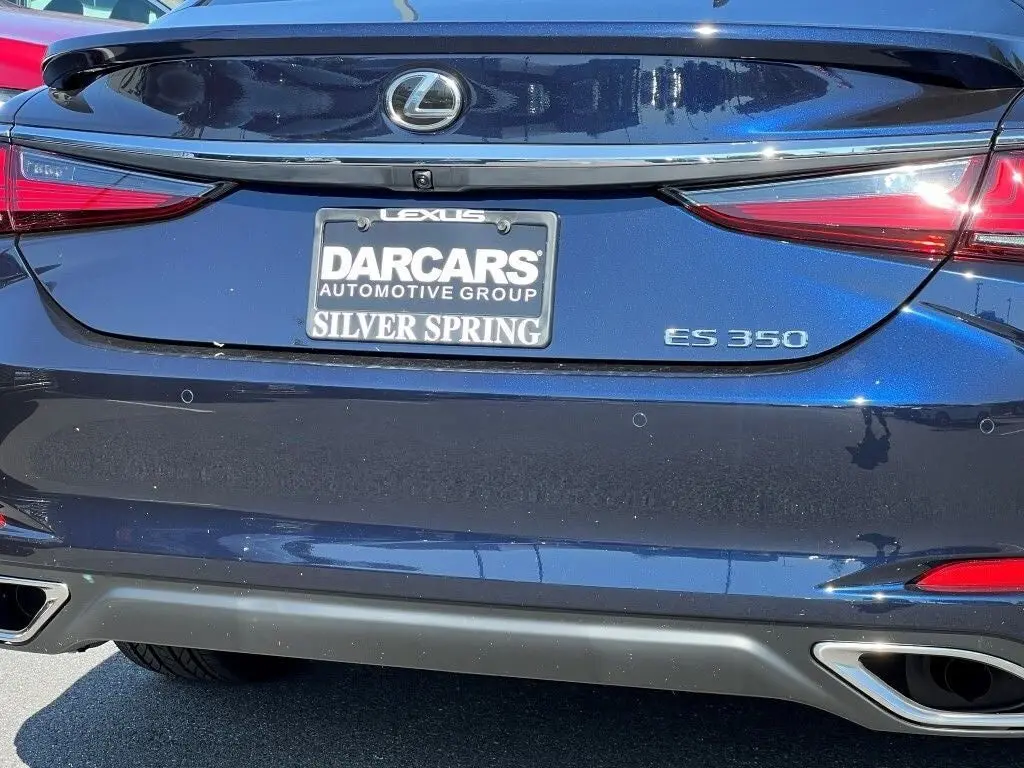 LEXUS
DARCARS®
AUTOMOTIVE GROUP
SILVER SPRING
ES 350